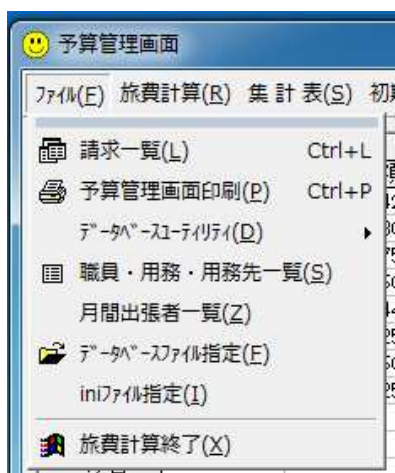 予算管理画面
ﾌｧｲﾙ(F) 旅費計算(R) 集 計 表(S) 初期
請求一覧(L) Ctrl+L
予算管理画面印刷(P) Ctrl+P
ﾃﾞｰﾀﾍﾞｰｽﾕｰﾃｨﾘﾃｨ(D)
職員・用務・用務先一覧(S)
月間出張者一覧(Z)
ﾃﾞｰﾀﾍﾞｰｽﾌｧｲﾙ指定(F)
iniﾌｧｲﾙ指定(I)
旅費計算終了(X)